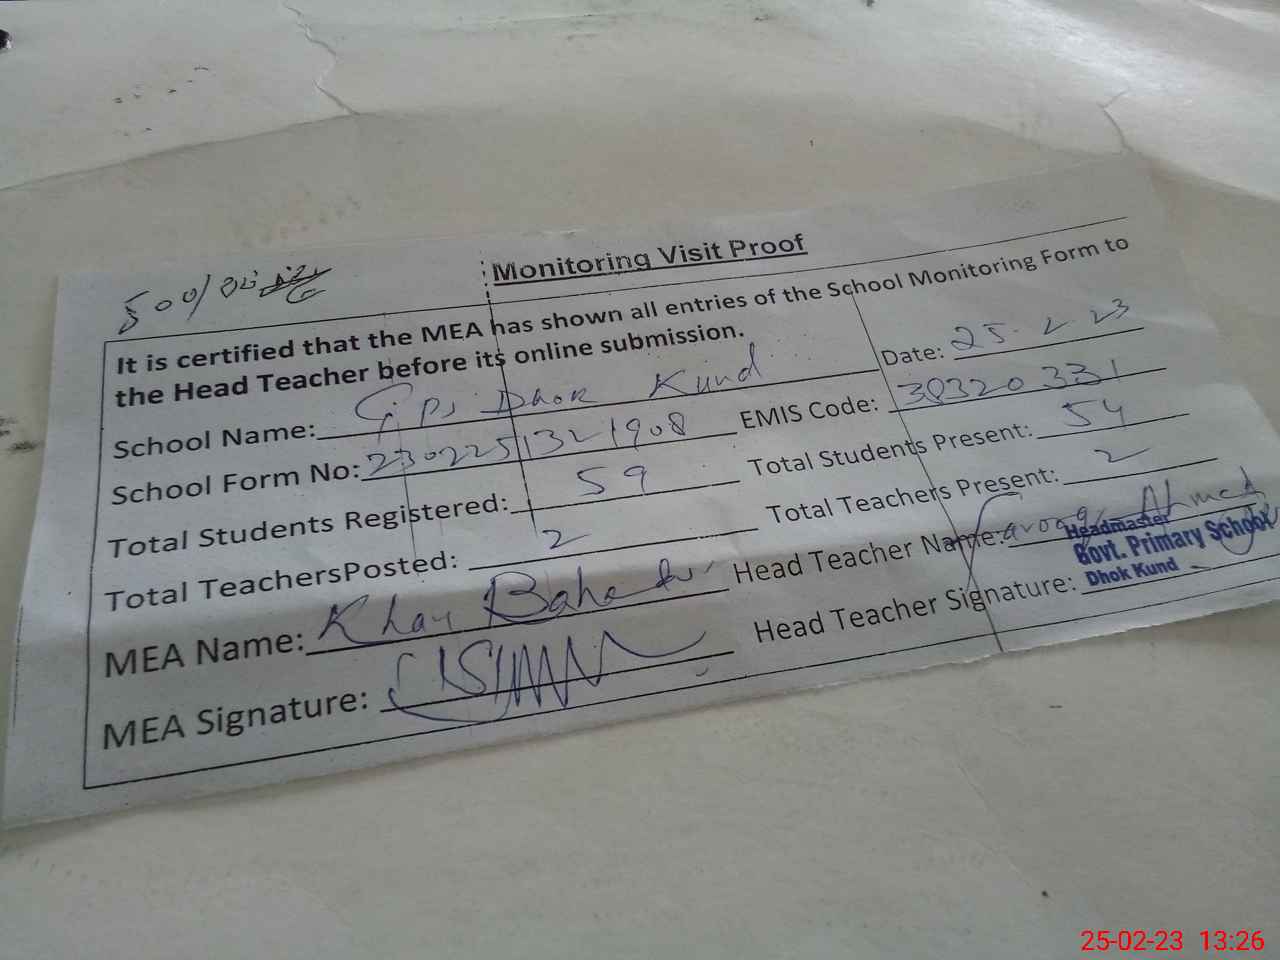 500/
Monitoring Visit Proof
It is certified that the MEA has shown all entries of the School Monitoring Form to
the Head Teacher before its online submission.
Date: 25-2-23
School Name: GPS Dhok Kund
EMIS Code: 38320331
School Form No: 23022513121908
Total Students Present: 54
Total Students Registered: 59
Total Teachers Present: 2
Total TeachersPosted: 2
Head Teacher Name: Farooq Ahmed
MEA Name: Khan Bahadur
Headmaster
Govt. Primary School
Dhok Kund
Head Teacher Signature:
MEA Signature:
25-02-23 13:26